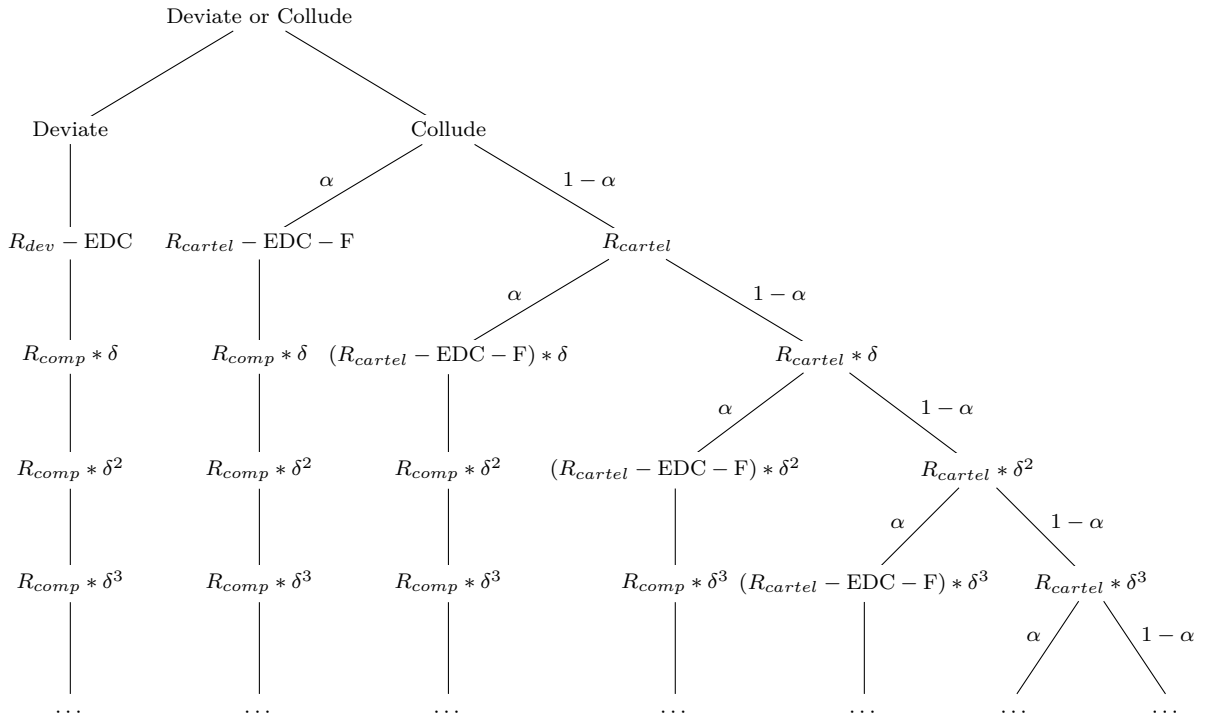 Deviate or Collude
Deviate Collude
α 1 − α
R_dev − EDC R_cartel − EDC − F R_cartel
α 1 − α
R_comp ∗ δ R_comp ∗ δ (R_cartel − EDC − F) ∗ δ R_cartel ∗ δ
α 1 − α
R_comp ∗ δ² R_comp ∗ δ² R_comp ∗ δ² (R_cartel − EDC − F) ∗ δ² R_cartel ∗ δ²
α 1 − α
R_comp ∗ δ³ R_comp ∗ δ³ R_comp ∗ δ³ R_comp ∗ δ³ (R_cartel − EDC − F) ∗ δ³ R_cartel ∗ δ³
α 1 − α
... ... ... ... ... ... ...